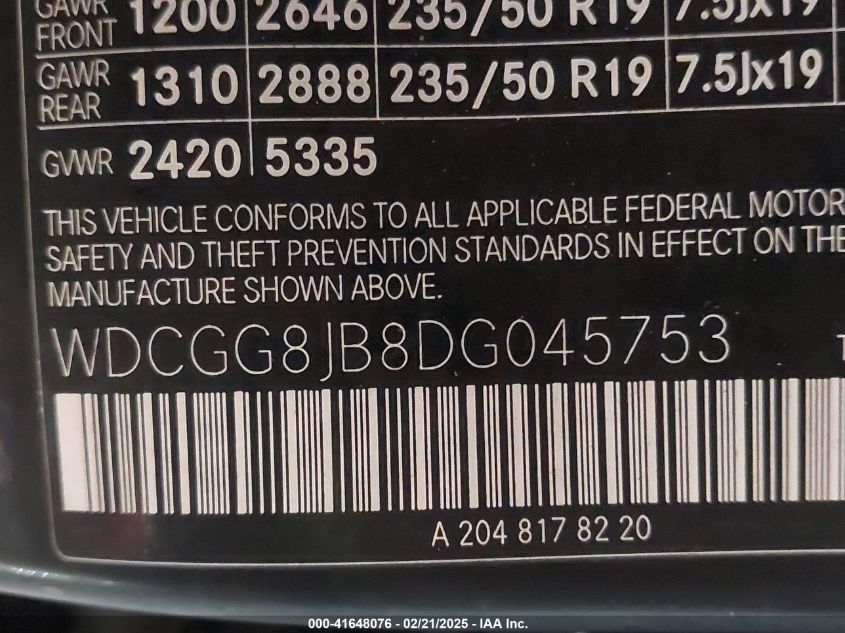 GAWR FRONT 1200 2646 235/50 R19 7.5Jx19
GAWR REAR 1310 2888 235/50 R19 7.5Jx19
GVWR 2420 5335
THIS VEHICLE CONFORMS TO ALL APPLICABLE FEDERAL MOTOR
SAFETY AND THEFT PREVENTION STANDARDS IN EFFECT ON THE
MANUFACTURE SHOWN ABOVE.
WDCGG8JB8DG045753
A 204 817 82 20
000-41648076 - 02/21/2025 - IAA Inc.